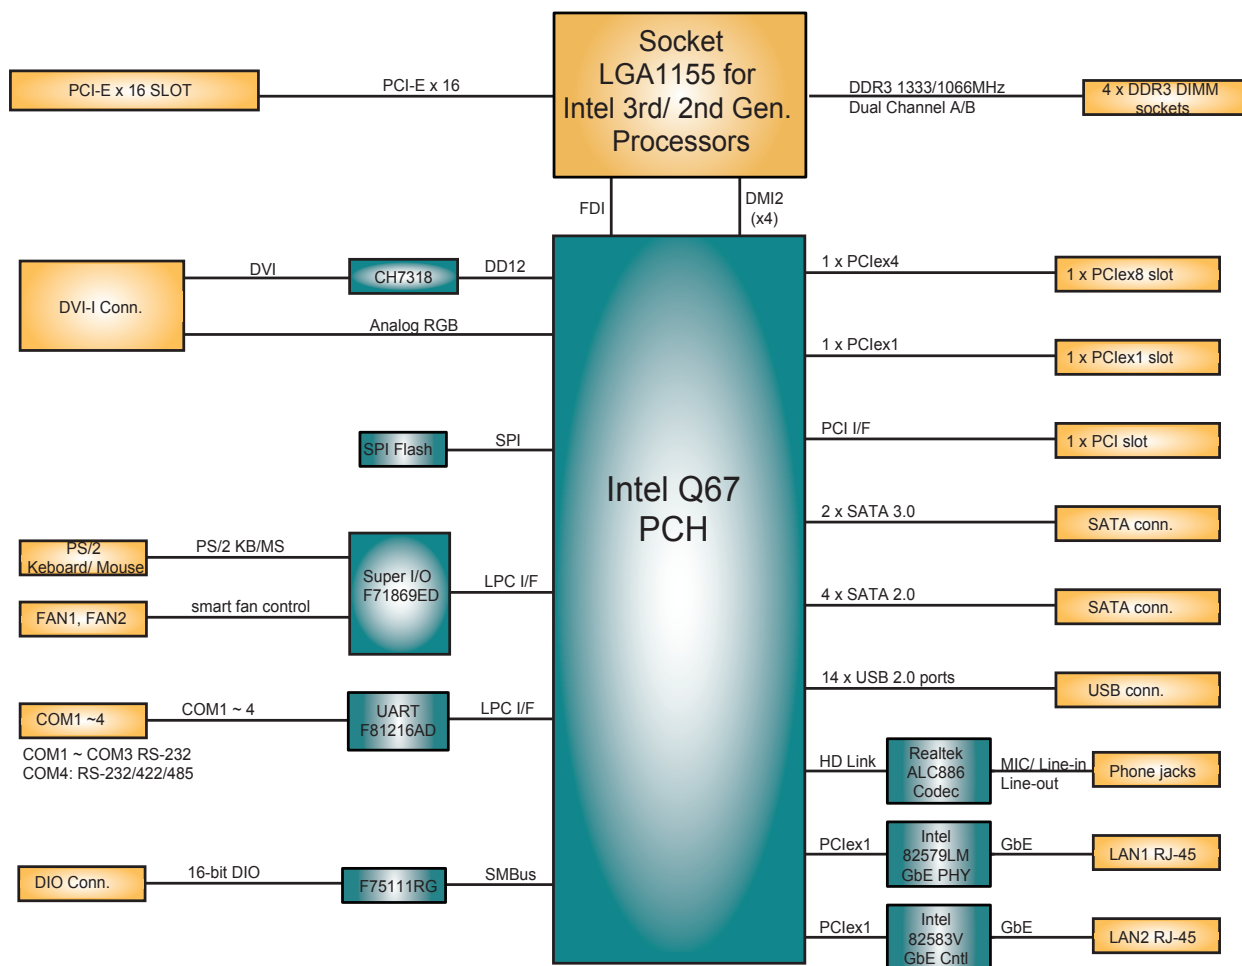 Socket
LGA1155 for
Intel 3rd/ 2nd Gen.
Processors
PCI-E x 16 SLOT
PCI-E x 16
DDR3 1333/1066MHz
Dual Channel A/B
4 x DDR3 DIMM
sockets
FDI
DMI2
(x4)
DVI-I Conn.
DVI
CH7318
DD12
Analog RGB
SPI Flash
SPI
PS/2
Keboard/ Mouse
PS/2 KB/MS
FAN1, FAN2
smart fan control
Super I/O
F71869ED
LPC I/F
COM1 ~4
COM1 ~ 4
UART
F81216AD
LPC I/F
COM1 ~ COM3 RS-232
COM4: RS-232/422/485
DIO Conn.
16-bit DIO
F75111RG
SMBus
Intel Q67
PCH
1 x PCIex4
1 x PCIex8 slot
1 x PCIex1
1 x PCIex1 slot
PCI I/F
1 x PCI slot
2 x SATA 3.0
SATA conn.
4 x SATA 2.0
SATA conn.
14 x USB 2.0 ports
USB conn.
HD Link
Realtek
ALC886
Codec
MIC/ Line-in
Line-out
Phone jacks
PCIex1
Intel
82579LM
GbE PHY
GbE
LAN1 RJ-45
PCIex1
Intel
82583V
GbE Cntl
GbE
LAN2 RJ-45